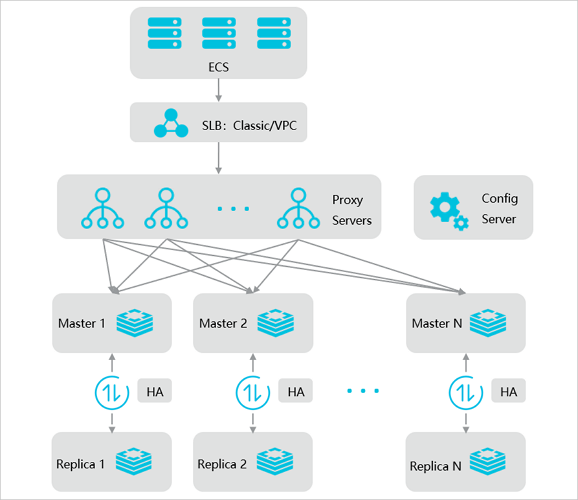 ECS
SLB：Classic/VPC
Proxy
Servers
Config
Server
Master 1
Master 2
Master N
HA
HA
HA
Replica 1
Replica 2
Replica N